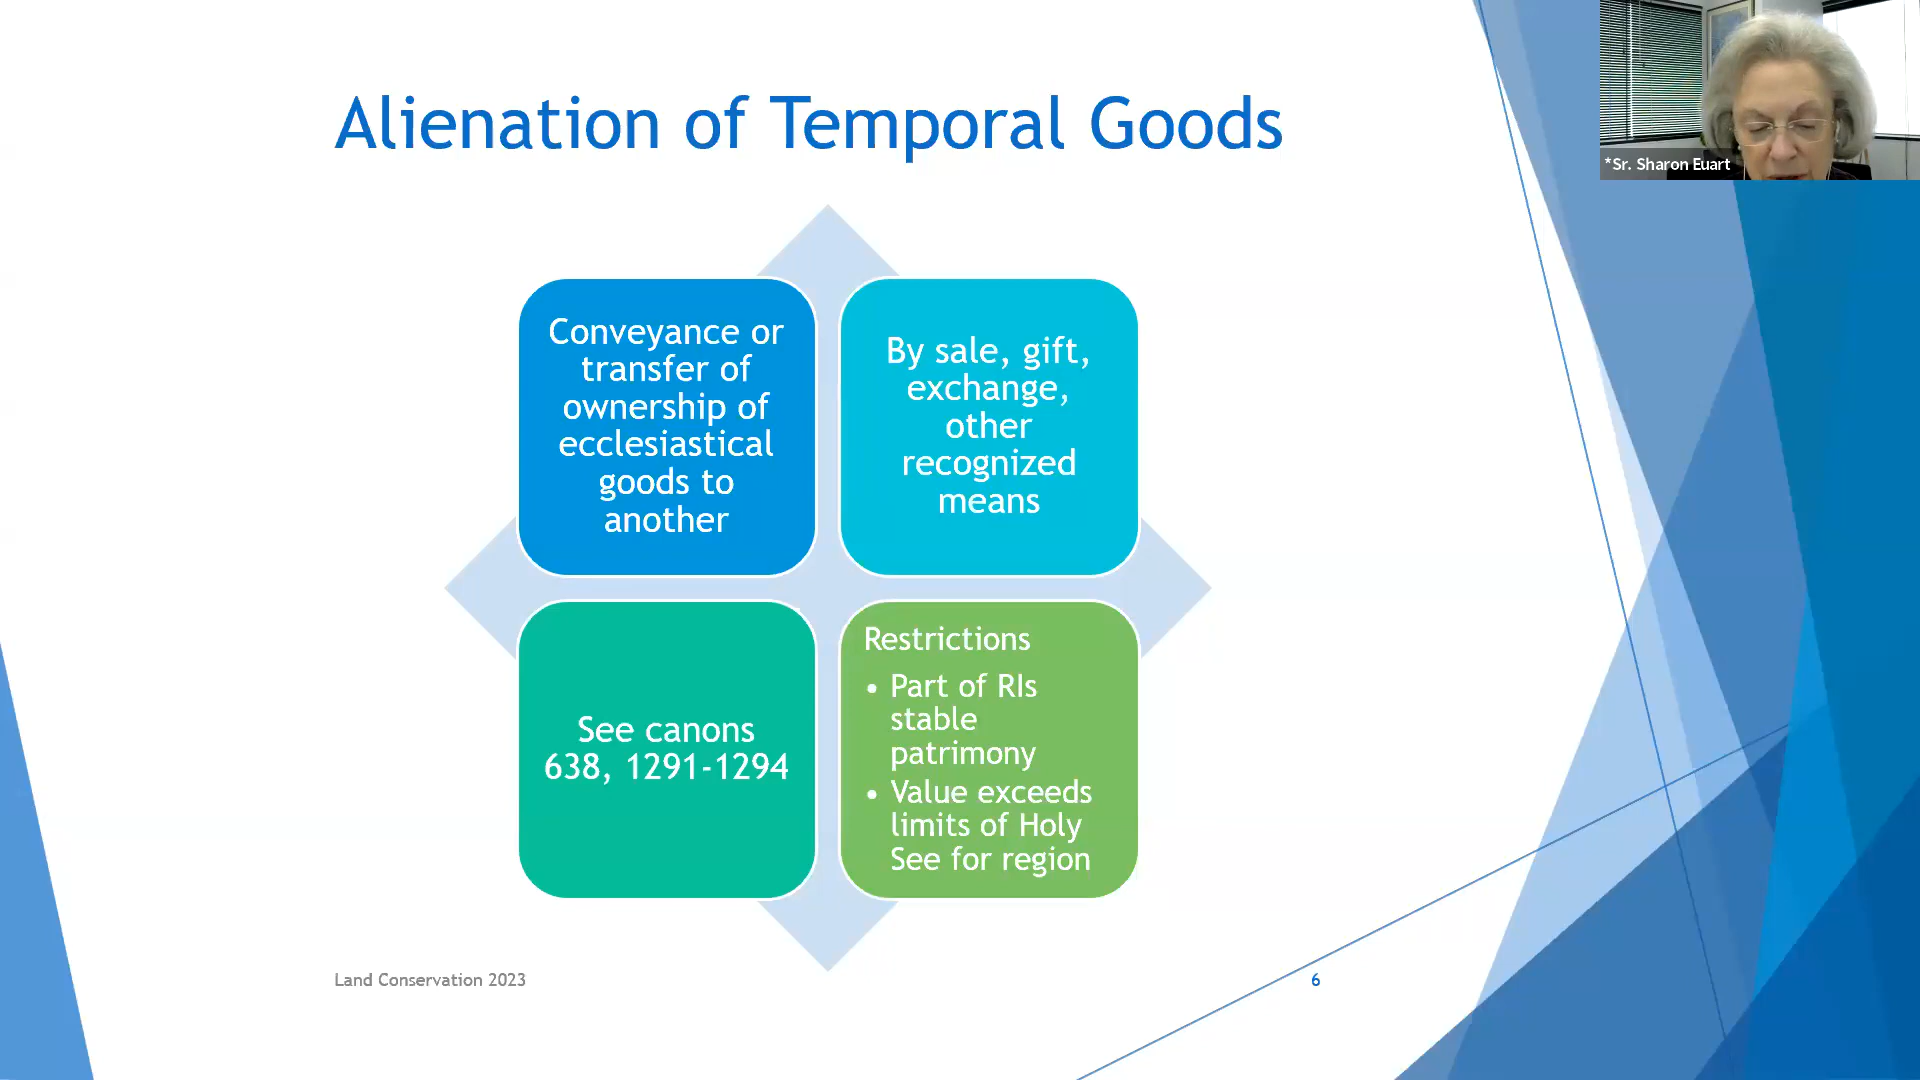 Alienation of Temporal Goods
*Sr. Sharon Euart
Conveyance or
transfer of
ownership of
ecclesiastical
goods to
another
By sale, gift,
exchange,
other
recognized
means
See canons
638, 1291-1294
Restrictions
• Part of RIs
stable
patrimony
• Value exceeds
limits of Holy
See for region
Land Conservation 2023
6